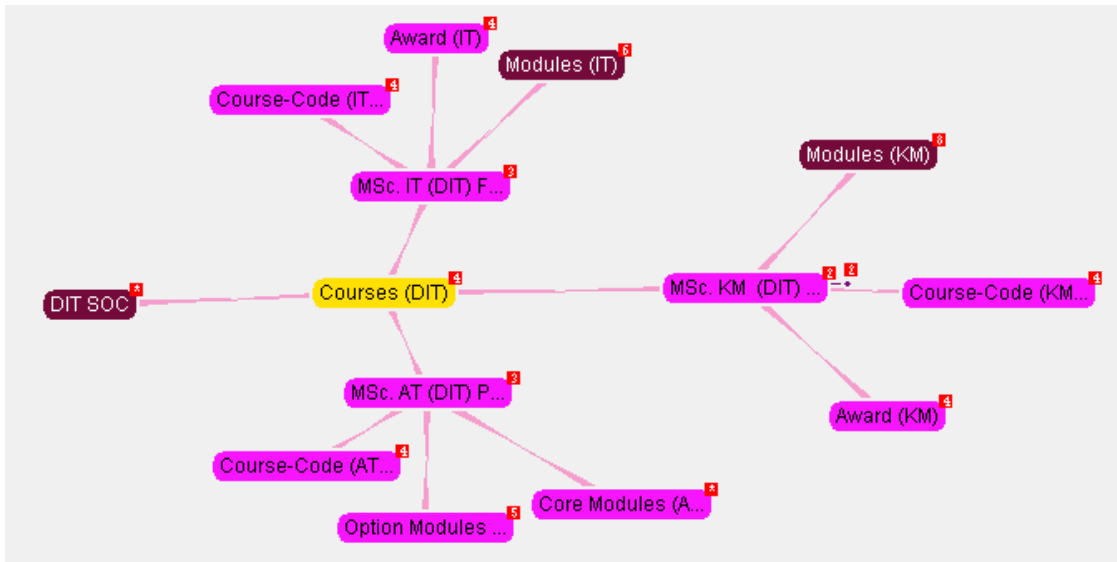 4
Award (IT)
6
Modules (IT)
4
Course-Code (IT...
3
MSc. IT (DIT) F...
8
Modules (KM)
*
DIT SOC
4
Courses (DIT)
2 2
MSc. KM (DIT) ...
4
Course-Code (KM...
3
MSc. AT (DIT) P...
4
Award (KM)
4
Course-Code (AT...
*
Core Modules (A...
5
Option Modules ...